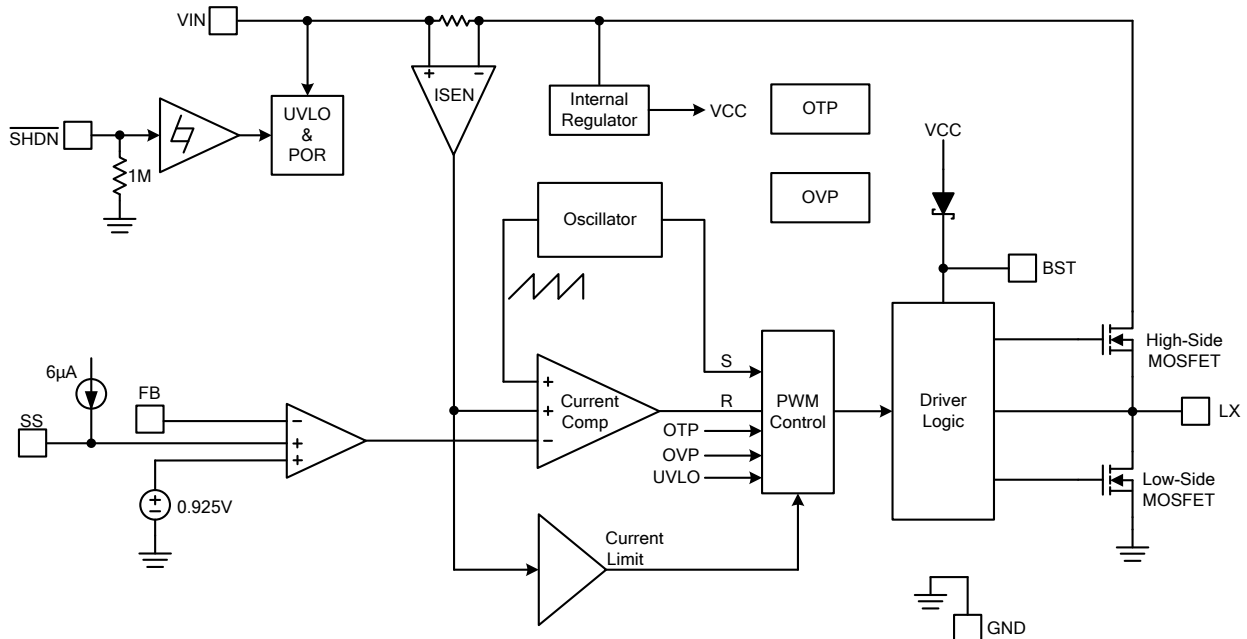 VIN
+
−
ISEN
SHDN
1M
UVLO
&
POR
Internal
Regulator
VCC
OTP
OVP
VCC
Oscillator
BST
High-Side
MOSFET
6µA
FB
SS
−
+
+
+
−
0.925V
+
+
−
Current
Comp
S
R
OTP
OVP
UVLO
PWM
Control
Driver
Logic
LX
Low-Side
MOSFET
Current
Limit
GND